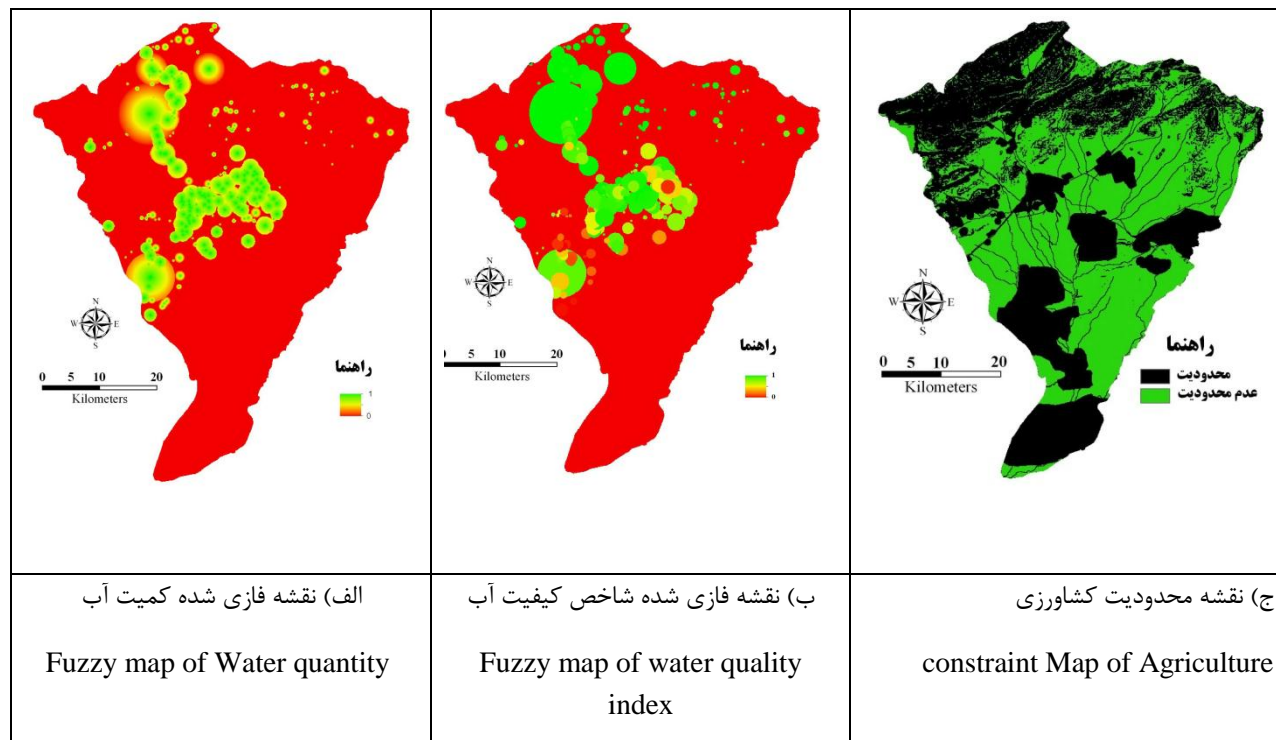 N
W E
S
0 5 10 20
Kilometers
راهنما
1
0
N
W E
S
0 5 10 20
Kilometers
راهنما
1
0
N
W E
S
0 5 10 20
Kilometers
راهنما
محدودیت
عدم محدودیت
الف) نقشه فازی شده کمیت آب
Fuzzy map of Water quantity
ب) نقشه فازی شده شاخص کیفیت آب
Fuzzy map of water quality
index
ج) نقشه محدودیت کشاورزی
constraint Map of Agriculture